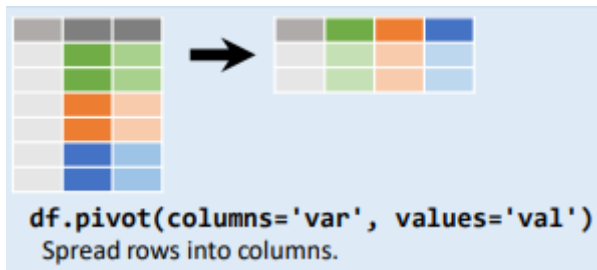 df.pivot(columns='var', values='val')
Spread rows into columns.